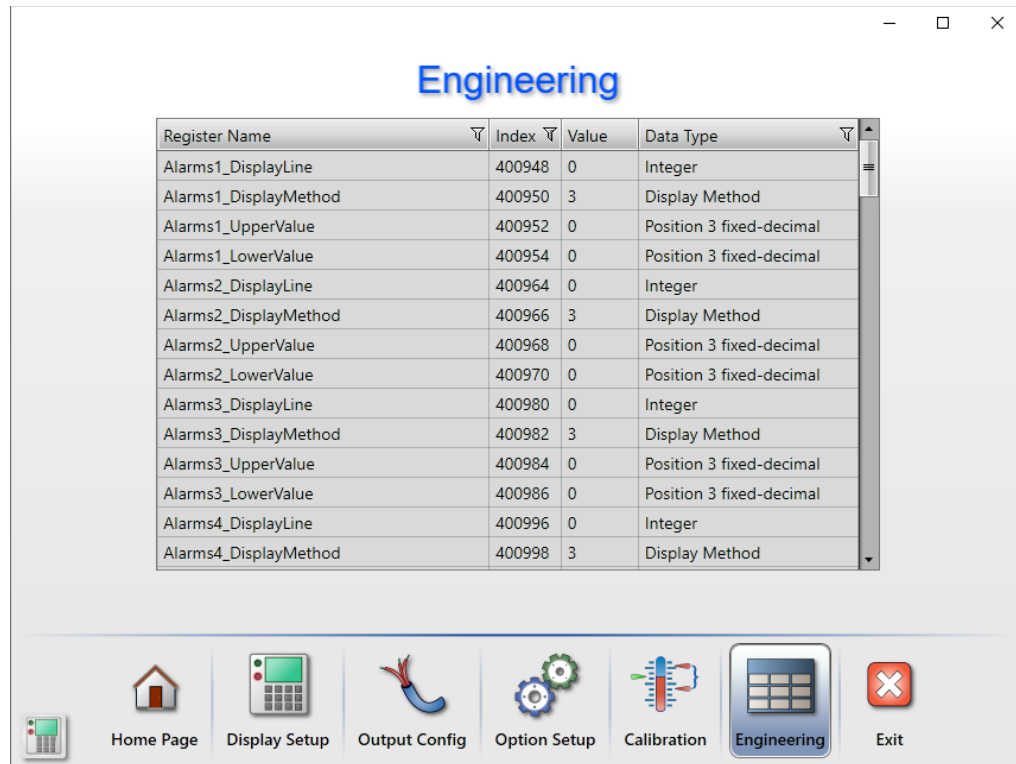 Engineering
Register Name Index Value Data Type
Alarms1_DisplayLine 400948 0 Integer
Alarms1_DisplayMethod 400950 3 Display Method
Alarms1_UpperValue 400952 0 Position 3 fixed-decimal
Alarms1_LowerValue 400954 0 Position 3 fixed-decimal
Alarms2_DisplayLine 400964 0 Integer
Alarms2_DisplayMethod 400966 3 Display Method
Alarms2_UpperValue 400968 0 Position 3 fixed-decimal
Alarms2_LowerValue 400970 0 Position 3 fixed-decimal
Alarms3_DisplayLine 400980 0 Integer
Alarms3_DisplayMethod 400982 3 Display Method
Alarms3_UpperValue 400984 0 Position 3 fixed-decimal
Alarms3_LowerValue 400986 0 Position 3 fixed-decimal
Alarms4_DisplayLine 400996 0 Integer
Alarms4_DisplayMethod 400998 3 Display Method
Home Page Display Setup Output Config Option Setup Calibration Engineering Exit